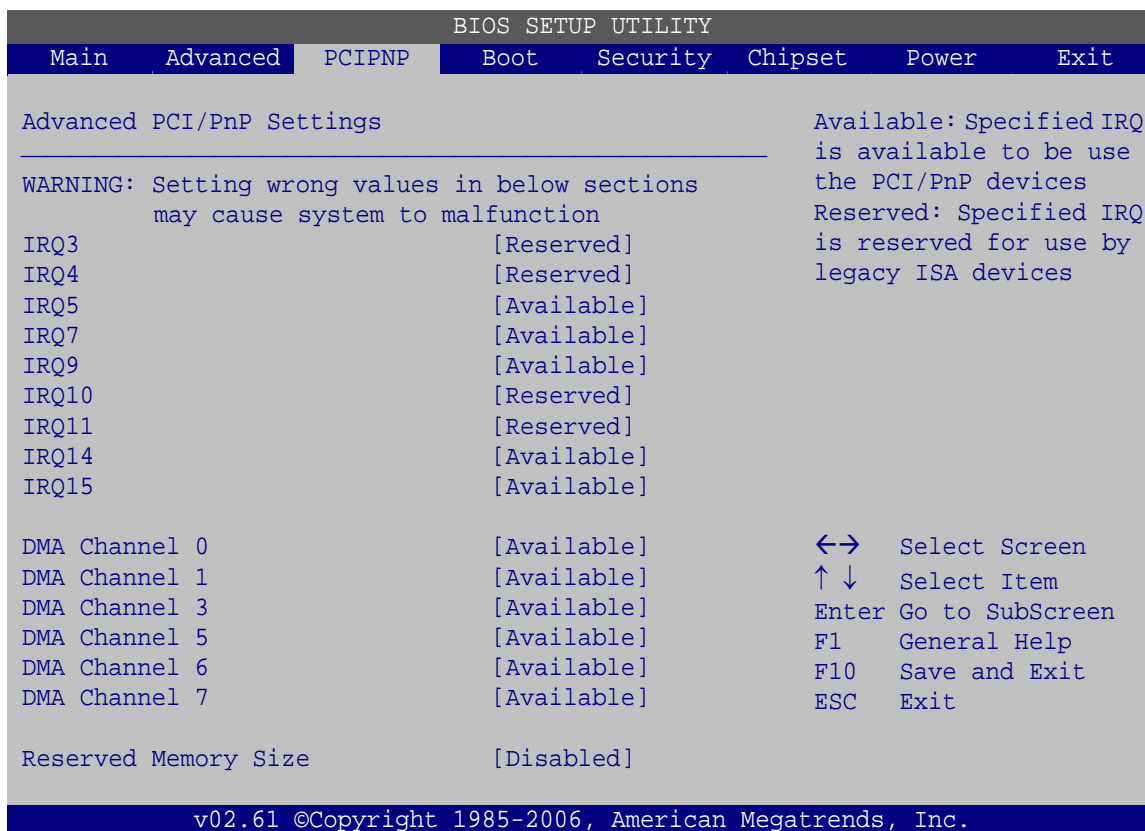 BIOS SETUP UTILITY
Main Advanced PCIPNP Boot Security Chipset Power Exit
Advanced PCI/PnP Settings
WARNING: Setting wrong values in below sections
may cause system to malfunction
IRQ3 [Reserved]
IRQ4 [Reserved]
IRQ5 [Available]
IRQ7 [Available]
IRQ9 [Available]
IRQ10 [Reserved]
IRQ11 [Reserved]
IRQ14 [Available]
IRQ15 [Available]
DMA Channel 0 [Available]
DMA Channel 1 [Available]
DMA Channel 3 [Available]
DMA Channel 5 [Available]
DMA Channel 6 [Available]
DMA Channel 7 [Available]
Reserved Memory Size [Disabled]
Available: Specified IRQ
is available to be use
the PCI/PnP devices
Reserved: Specified IRQ
is reserved for use by
legacy ISA devices
←→ Select Screen
↑ ↓ Select Item
Enter Go to SubScreen
F1 General Help
F10 Save and Exit
ESC Exit
v02.61 ©Copyright 1985-2006, American Megatrends, Inc.